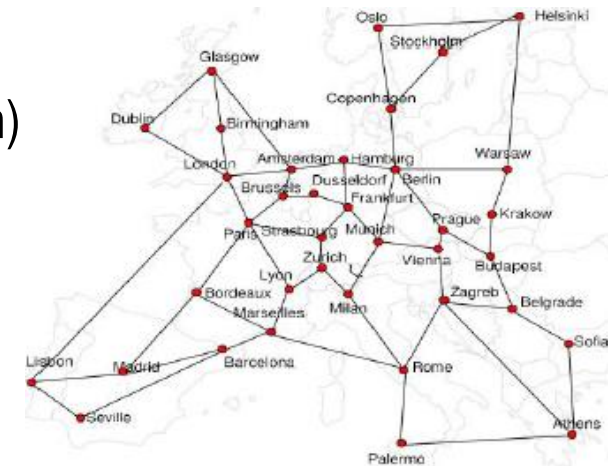 Oslo
Helsinki
Stockholm
Glasgow
Copenhagen
n)
Dublin
Birmingham
London
Amsterdam
Hamburg
Warsaw
Berlin
Brussels
Dusseldorf
Frankfurt
Krakow
Paris
Strasbourg
Munich
Prague
Zurich
Vienna
Budapest
Lyon
Bordeaux
Milan
Zagreb
Belgrade
Marseilles
Sofia
Lisbon
Madrid
Barcelona
Rome
Seville
Athens
Palermo